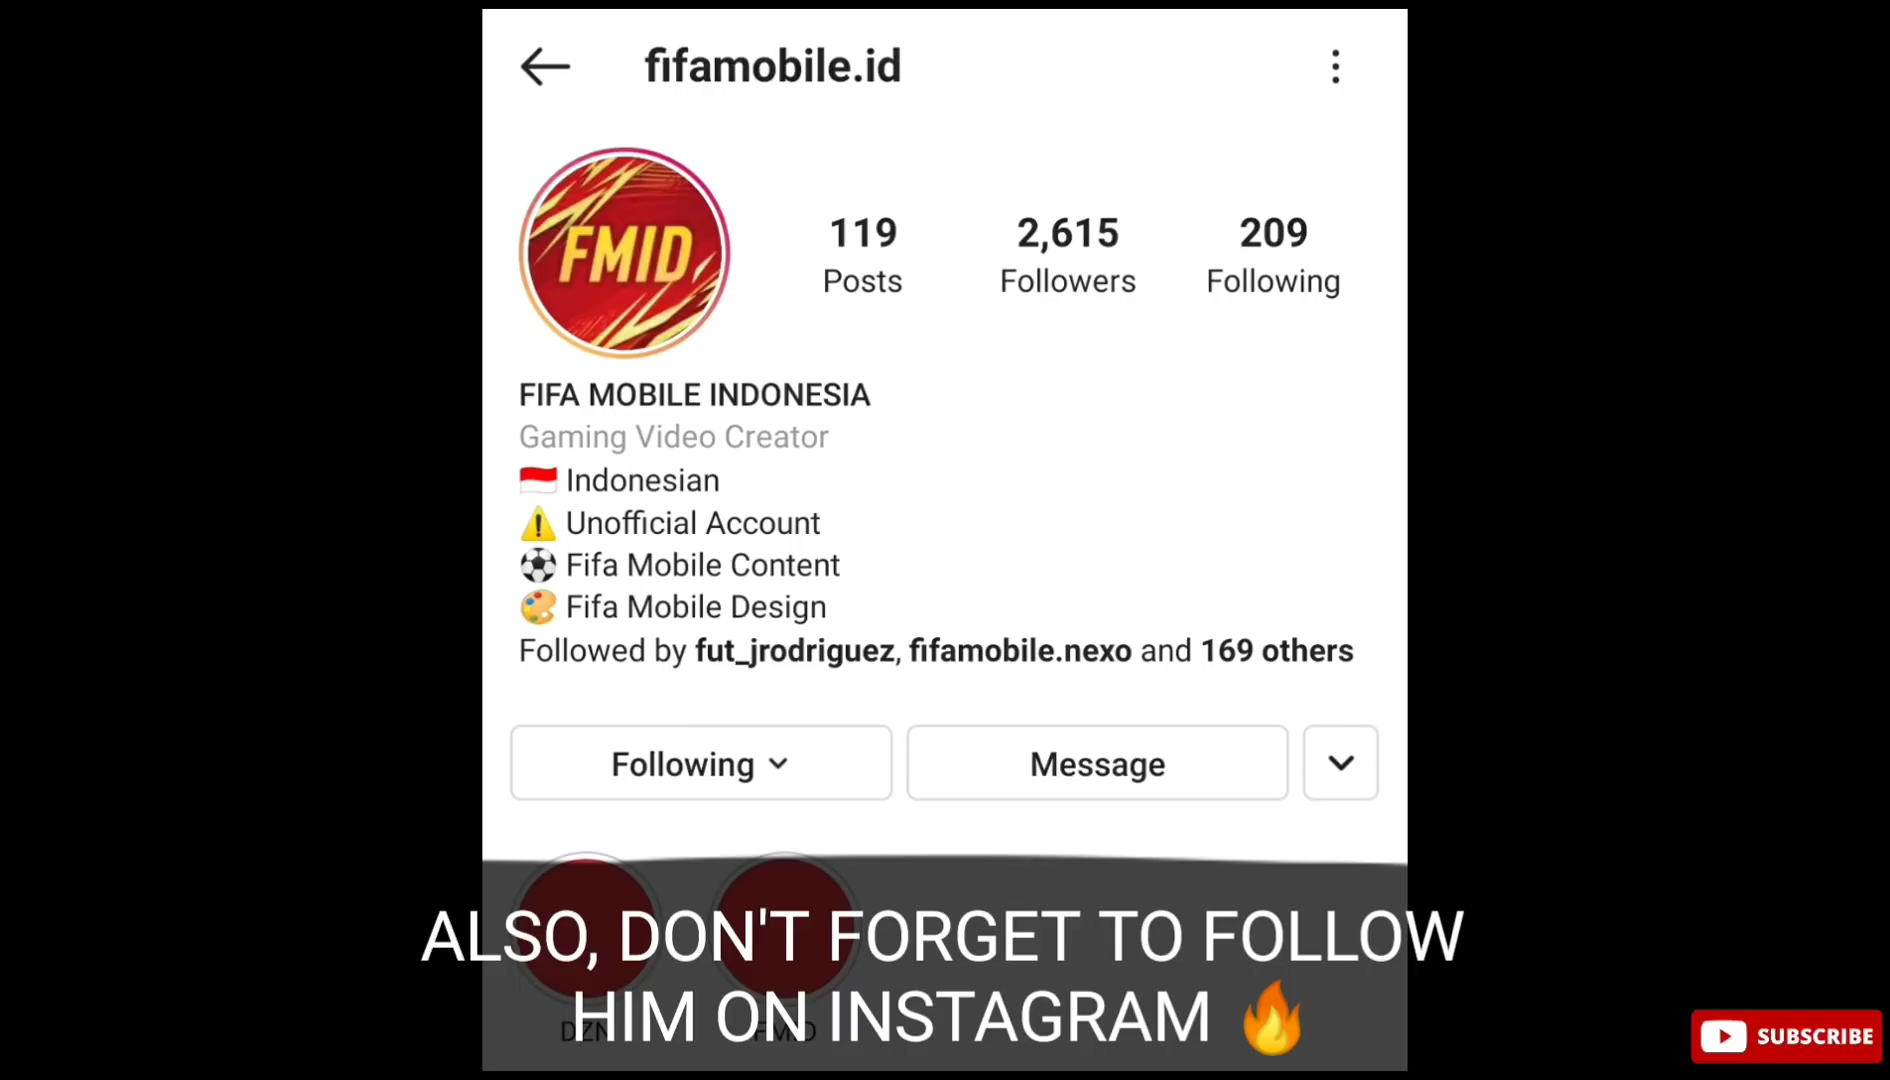 fifamobile.id
FMID
119
Posts
2,615
Followers
209
Following
FIFA MOBILE INDONESIA
Gaming Video Creator
🇮🇩 Indonesian
⚠️ Unofficial Account
⚽ Fifa Mobile Content
🎨 Fifa Mobile Design
Followed by fut_jrodriguez, fifamobile.nexo and 169 others
Following
Message
ALSO, DON'T FORGET TO FOLLOW
HIM ON INSTAGRAM 🔥
DZN
FMID
SUBSCRIBE